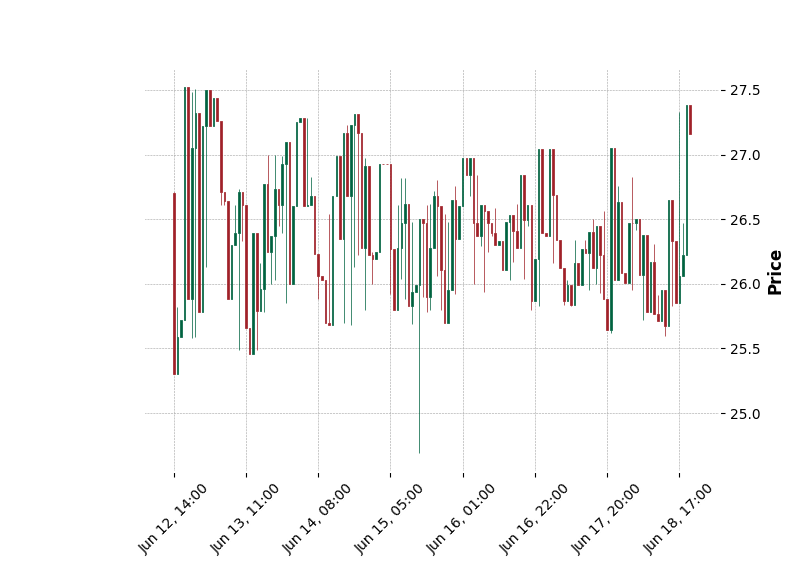 27.5
27.0
26.5
26.0
25.5
25.0
Price
Jun 12, 14:00
Jun 13, 11:00
Jun 14, 08:00
Jun 15, 05:00
Jun 16, 01:00
Jun 16, 22:00
Jun 17, 20:00
Jun 18, 17:00